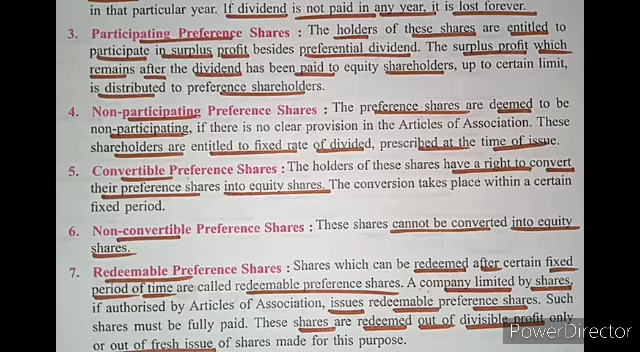 in that particular year. If dividend is not paid in any year, it is lost forever.
3. Participating Preference Shares : The holders of these shares are entitled to
participate in surplus profit besides preferential dividend. The surplus profit which
remains after the dividend has been paid to equity shareholders, up to certain limit,
is distributed to preference shareholders.
4. Non-participating Preference Shares : The preference shares are deemed to be
non-participating, if there is no clear provision in the Articles of Association. These
shareholders are entitled to fixed rate of divided, prescribed at the time of issue.
5. Convertible Preference Shares : The holders of these shares have a right to convert
their preference shares into equity shares. The conversion takes place within a certain
fixed period.
6. Non-convertible Preference Shares : These shares cannot be converted into equity
shares.
7. Redeemable Preference Shares : Shares which can be redeemed after certain fixed
period of time are called redeemable preference shares. A company limited by shares,
if authorised by Articles of Association, issues redeemable preference shares. Such
shares must be fully paid. These shares are redeemed out of divisible profit only
or out of fresh issue of shares made for this purpose.
PowerDirector